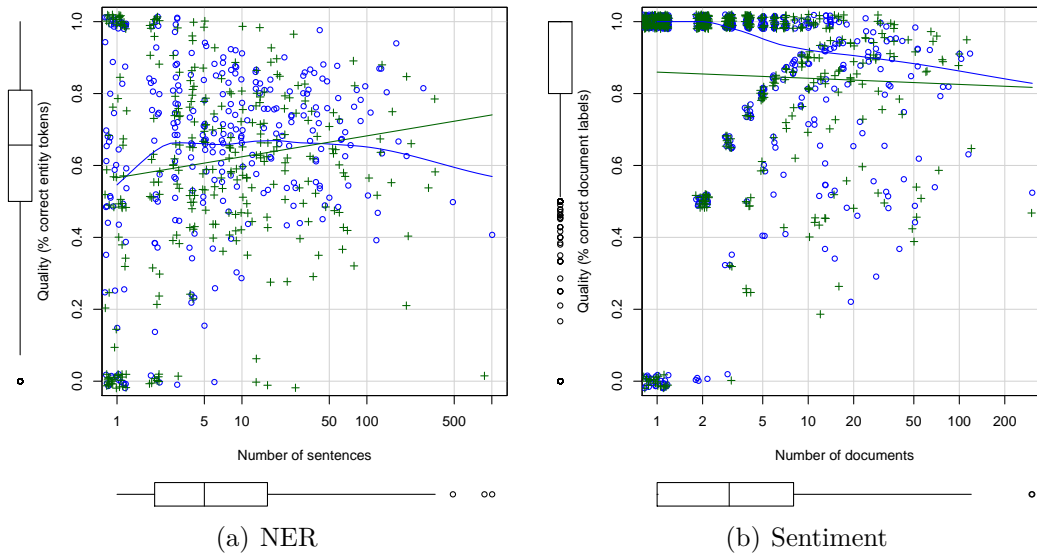 1.0
0.8
0.6
0.4
0.2
0.0
Quality (% correct entity tokens)
1 5 10 50 100 500
Number of sentences
(a) NER
1.0
0.8
0.6
0.4
0.2
0.0
Quality (% correct document labels)
1 2 5 10 20 50 100 200
Number of documents
(b) Sentiment